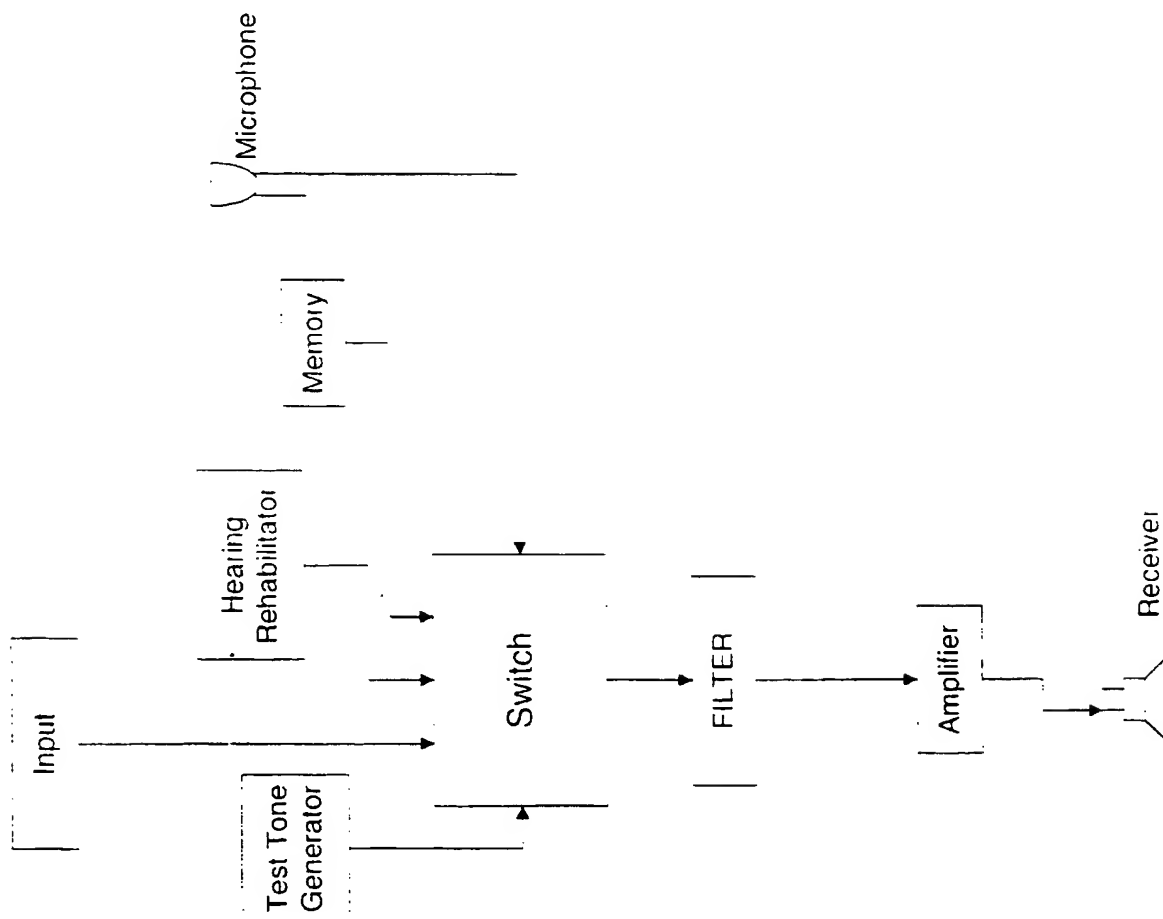 Input
Test Tone
Generator
Hearing
Rehabilitator
Memory
Microphone
Switch
FILTER
Amplifier
Receiver